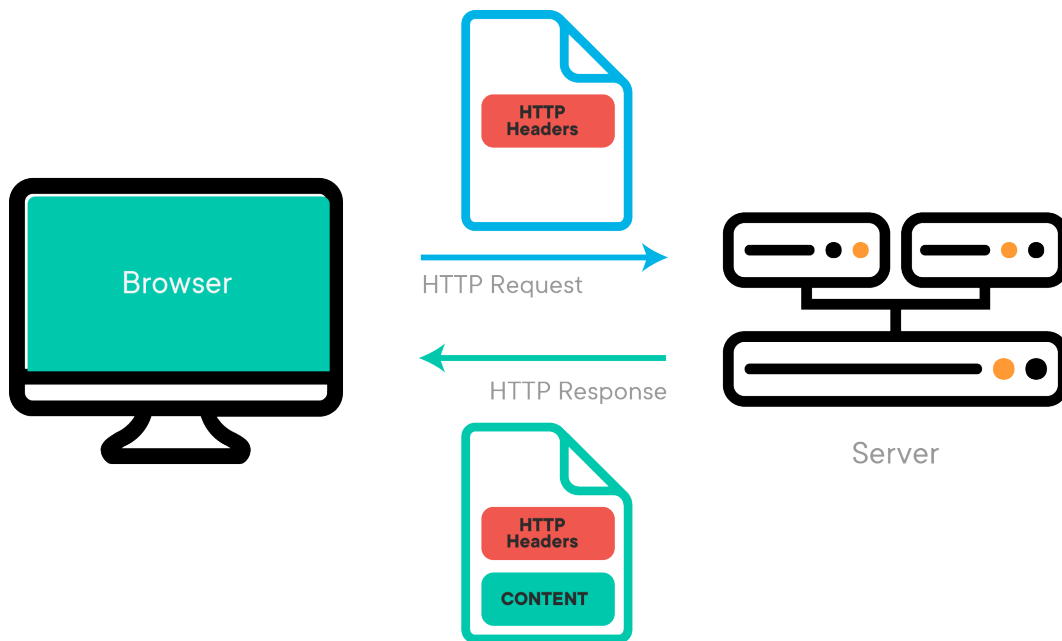 HTTP
Headers
Browser
HTTP Request
HTTP Response
Server
HTTP
Headers
CONTENT